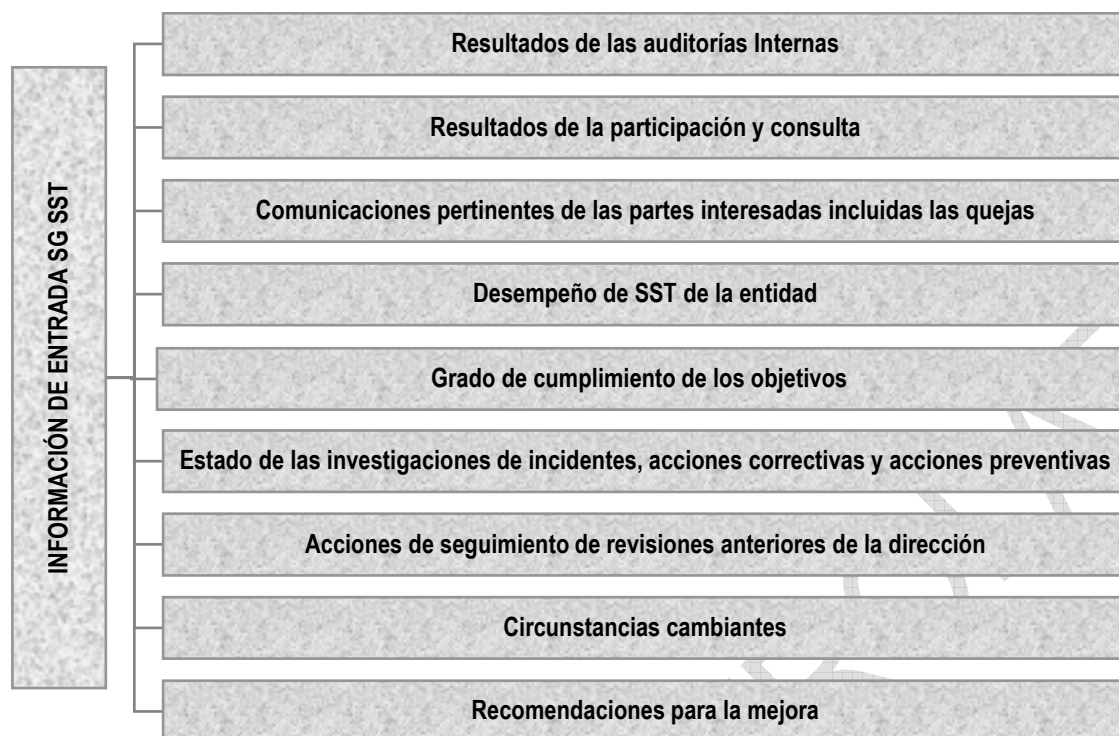 INFORMACIÓN DE ENTRADA SG SST
Resultados de las auditorías Internas
Resultados de la participación y consulta
Comunicaciones pertinentes de las partes interesadas incluidas las quejas
Desempeño de SST de la entidad
Grado de cumplimiento de los objetivos
Estado de las investigaciones de incidentes, acciones correctivas y acciones preventivas
Acciones de seguimiento de revisiones anteriores de la dirección
Circunstancias cambiantes
Recomendaciones para la mejora